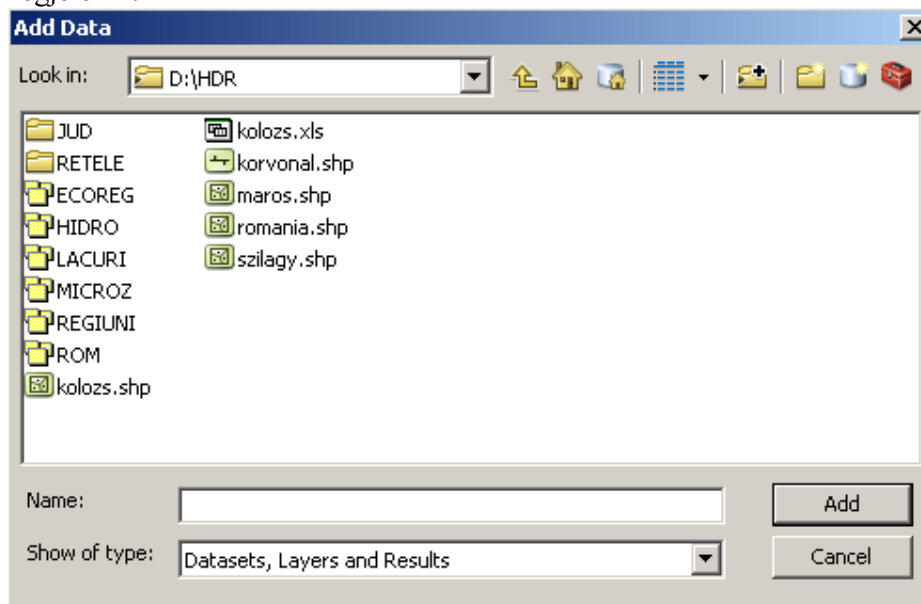 Add Data
Look in: D:\HDR
JUD
RETELE
ECOREG
HIDRO
LACURI
MICROZ
REGIUNI
ROM
kolozs.shp
kolozs.xls
korvonal.shp
maros.shp
romania.shp
szilagy.shp
Name:
Add
Show of type: Datasets, Layers and Results
Cancel